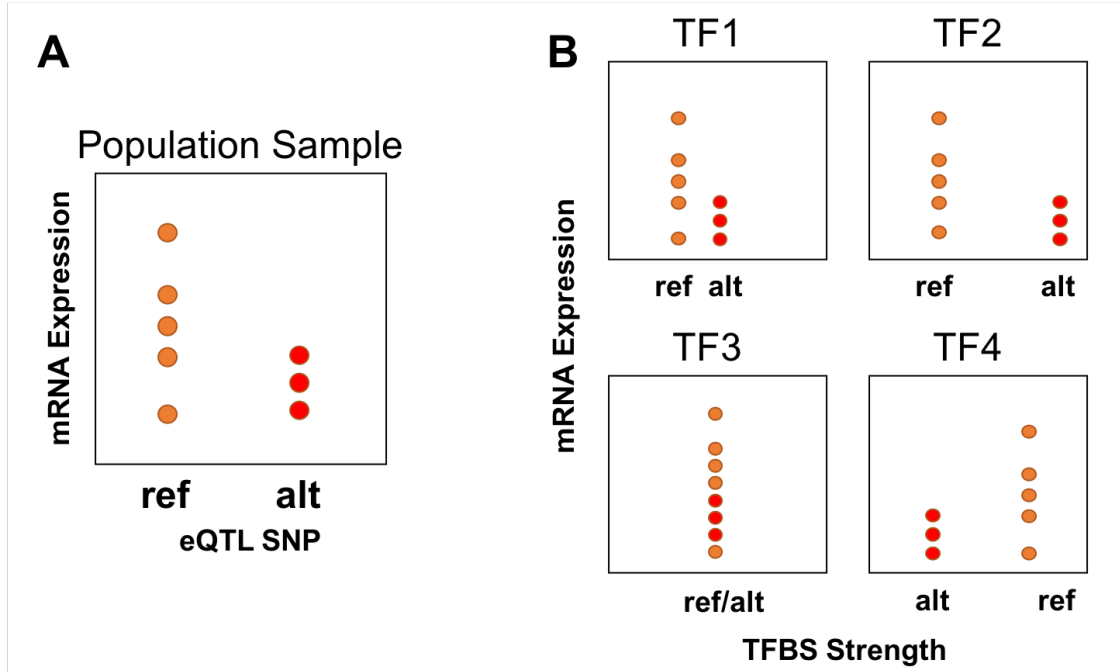 A
Population Sample
mRNA Expression
ref alt
eQTL SNP
B
TF1 TF2
ref alt ref alt
mRNA Expression
TF3 TF4
ref/alt alt ref
TFBS Strength